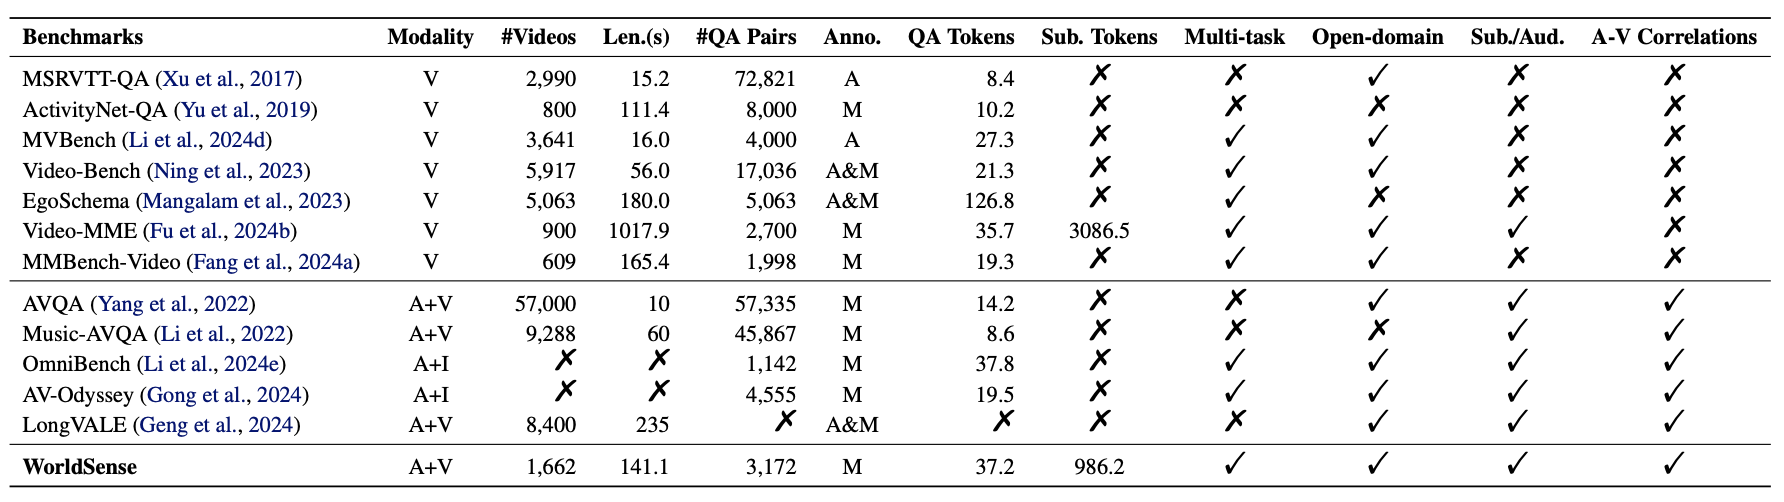 Benchmarks Modality #Videos Len.(s) #QA Pairs Anno. QA Tokens Sub. Tokens Multi-task Open-domain Sub./Aud. A-V Correlations
MSRVTT-QA (Xu et al., 2017) V 2,990 15.2 72,821 A 8.4 ✗ ✗ ✓ ✗ ✗
ActivityNet-QA (Yu et al., 2019) V 800 111.4 8,000 M 10.2 ✗ ✗ ✗ ✗ ✗
MVBench (Li et al., 2024d) V 3,641 16.0 4,000 A 27.3 ✗ ✓ ✓ ✗ ✗
Video-Bench (Ning et al., 2023) V 5,917 56.0 17,036 A&M 21.3 ✗ ✓ ✓ ✗ ✗
EgoSchema (Mangalam et al., 2023) V 5,063 180.0 5,063 A&M 126.8 ✗ ✓ ✗ ✗ ✗
Video-MME (Fu et al., 2024b) V 900 1017.9 2,700 M 35.7 3086.5 ✓ ✓ ✓ ✗
MMBench-Video (Fang et al., 2024a) V 609 165.4 1,998 M 19.3 ✗ ✓ ✓ ✗ ✗
AVQA (Yang et al., 2022) A+V 57,000 10 57,335 M 14.2 ✗ ✗ ✓ ✓ ✓
Music-AVQA (Li et al., 2022) A+V 9,288 60 45,867 M 8.6 ✗ ✗ ✗ ✓ ✓
OmniBench (Li et al., 2024e) A+I ✗ ✗ 1,142 M 37.8 ✗ ✓ ✓ ✓ ✓
AV-Odyssey (Gong et al., 2024) A+I ✗ ✗ 4,555 M 19.5 ✗ ✓ ✓ ✓ ✓
LongVALE (Geng et al., 2024) A+V 8,400 235 ✗ A&M ✗ ✗ ✗ ✓ ✓ ✓
WorldSense A+V 1,662 141.1 3,172 M 37.2 986.2 ✓ ✓ ✓ ✓